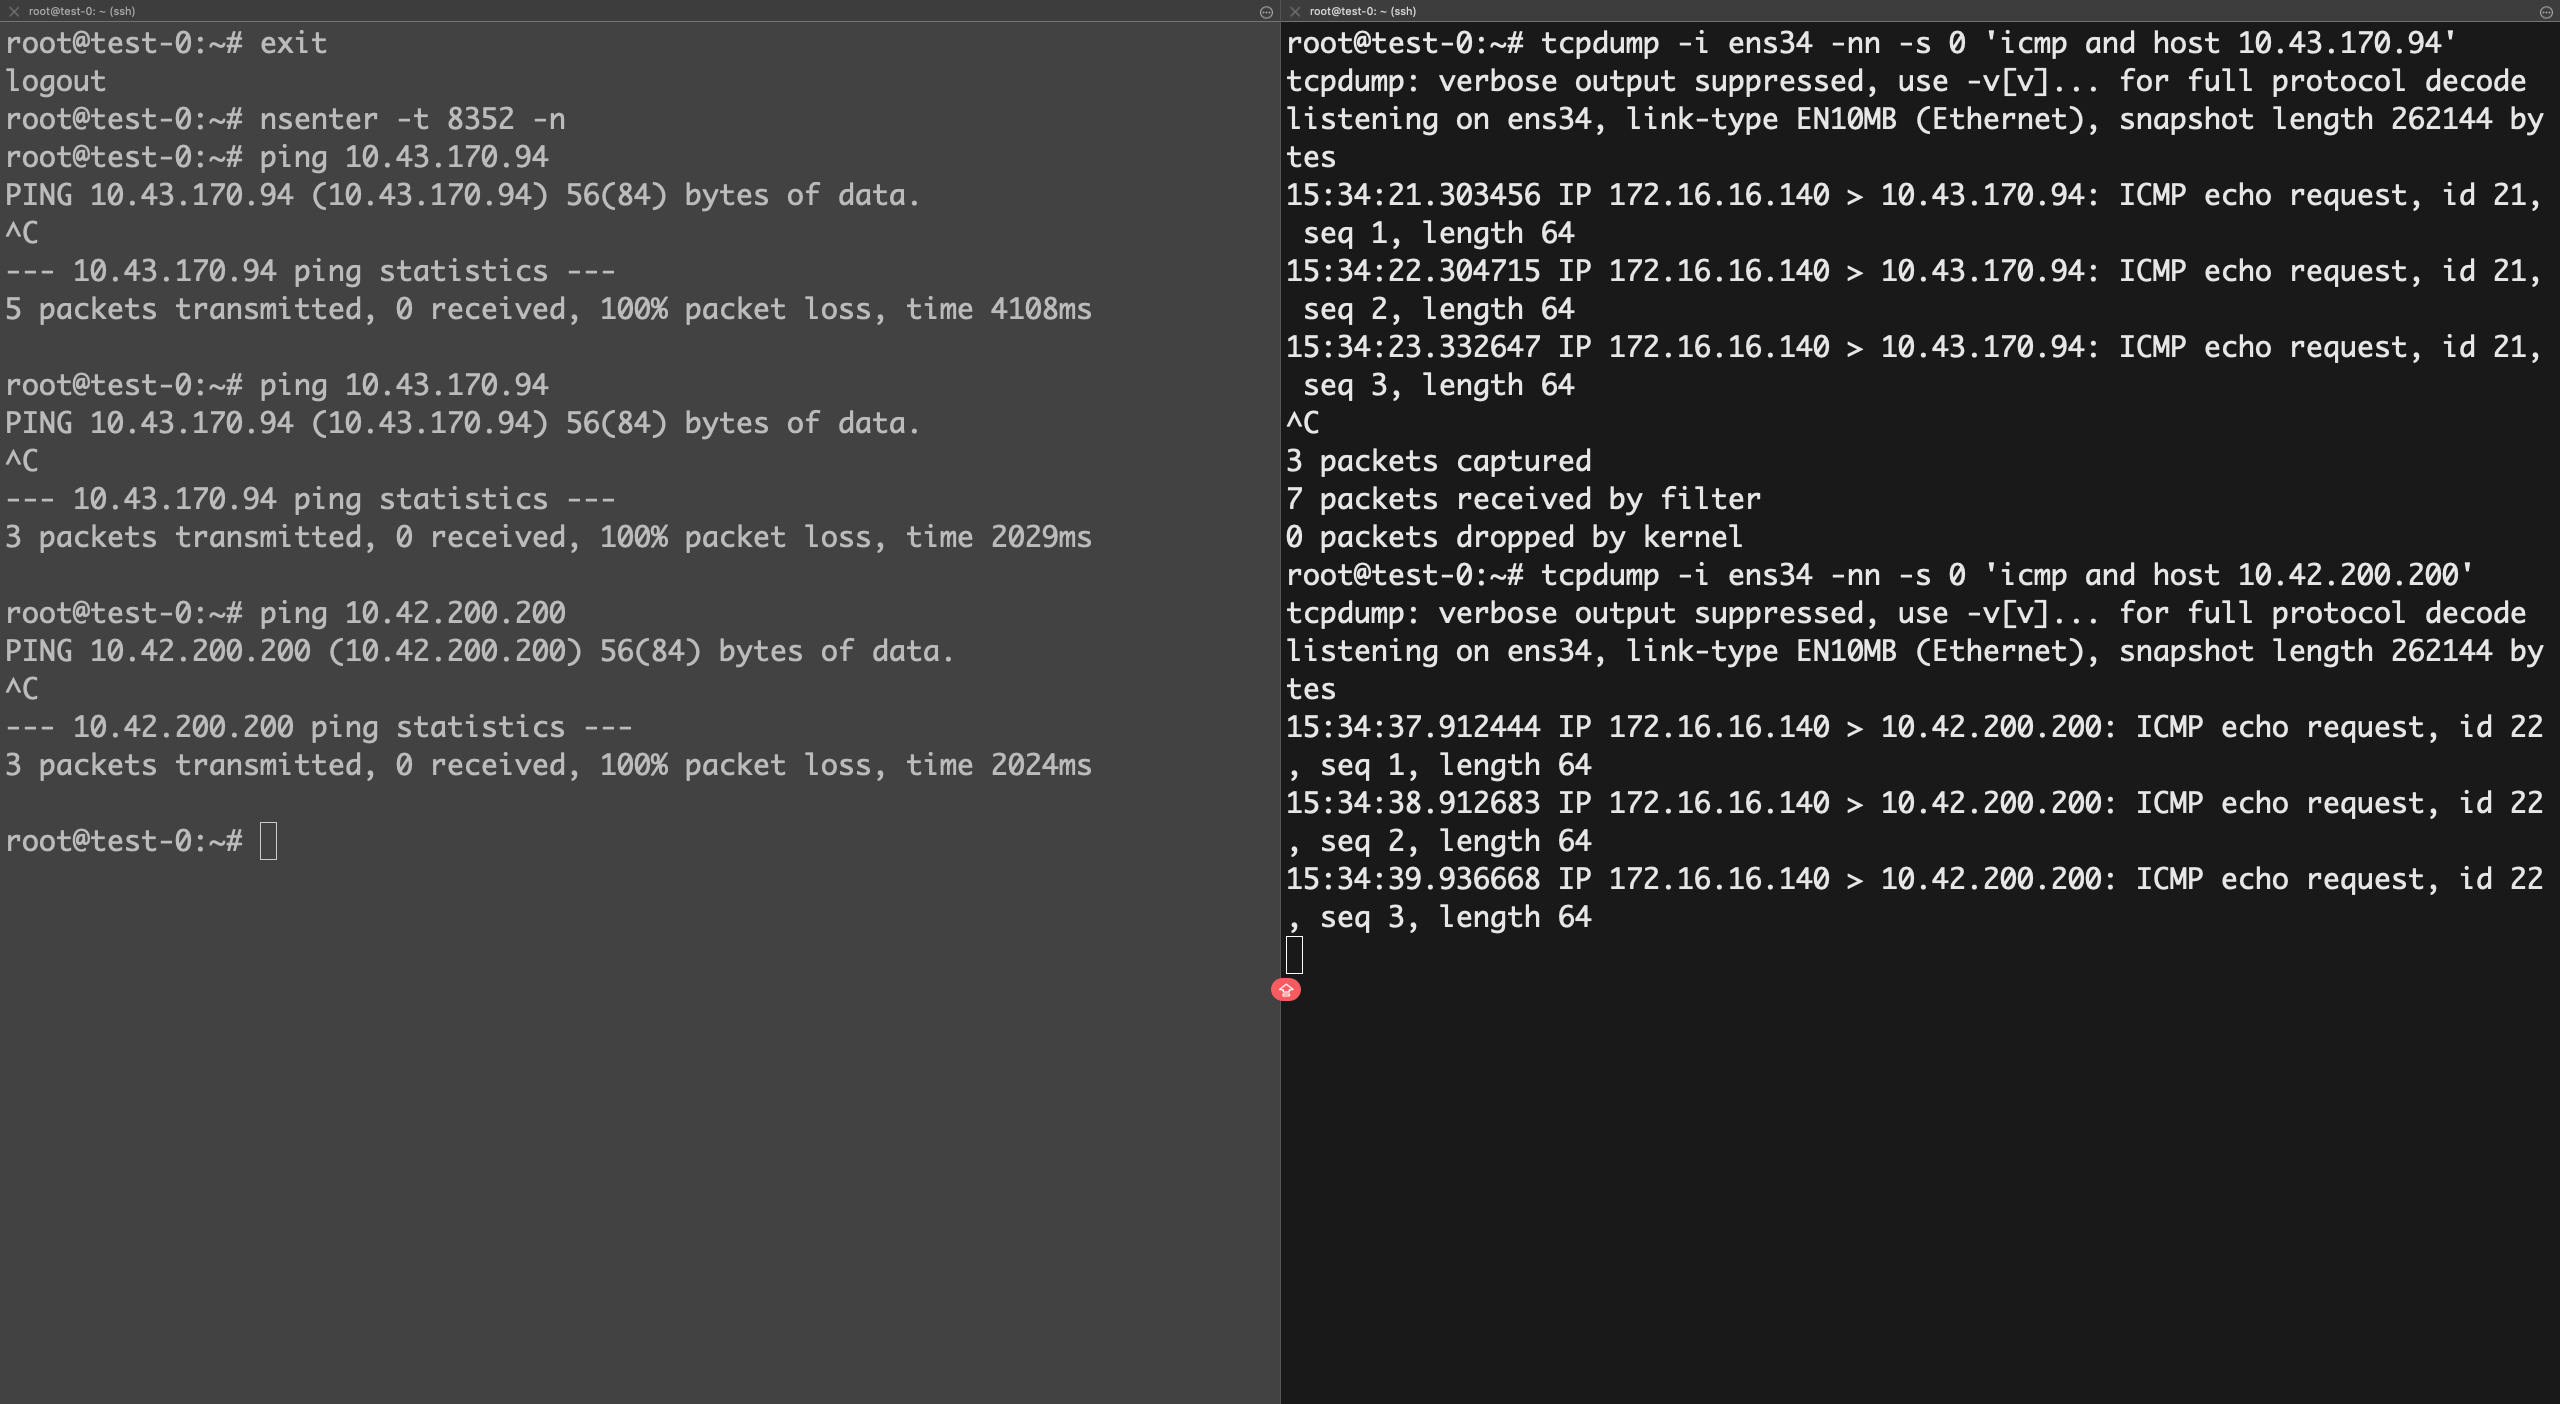 root@test-0: ~ (ssh)
root@test-0:~# exit
logout
root@test-0:~# nsenter -t 8352 -n
root@test-0:~# ping 10.43.170.94
PING 10.43.170.94 (10.43.170.94) 56(84) bytes of data.
^C
--- 10.43.170.94 ping statistics ---
5 packets transmitted, 0 received, 100% packet loss, time 4108ms
root@test-0:~# ping 10.43.170.94
PING 10.43.170.94 (10.43.170.94) 56(84) bytes of data.
^C
--- 10.43.170.94 ping statistics ---
3 packets transmitted, 0 received, 100% packet loss, time 2029ms
root@test-0:~# ping 10.42.200.200
PING 10.42.200.200 (10.42.200.200) 56(84) bytes of data.
^C
--- 10.42.200.200 ping statistics ---
3 packets transmitted, 0 received, 100% packet loss, time 2024ms
root@test-0:~#
root@test-0: ~ (ssh)
root@test-0:~# tcpdump -i ens34 -nn -s 0 'icmp and host 10.43.170.94'
tcpdump: verbose output suppressed, use -v[v]... for full protocol decode
listening on ens34, link-type EN10MB (Ethernet), snapshot length 262144 by
tes
15:34:21.303456 IP 172.16.16.140 > 10.43.170.94: ICMP echo request, id 21,
seq 1, length 64
15:34:22.304715 IP 172.16.16.140 > 10.43.170.94: ICMP echo request, id 21,
seq 2, length 64
15:34:23.332647 IP 172.16.16.140 > 10.43.170.94: ICMP echo request, id 21,
seq 3, length 64
^C
3 packets captured
7 packets received by filter
0 packets dropped by kernel
root@test-0:~# tcpdump -i ens34 -nn -s 0 'icmp and host 10.42.200.200'
tcpdump: verbose output suppressed, use -v[v]... for full protocol decode
listening on ens34, link-type EN10MB (Ethernet), snapshot length 262144 by
tes
15:34:37.912444 IP 172.16.16.140 > 10.42.200.200: ICMP echo request, id 22
, seq 1, length 64
15:34:38.912683 IP 172.16.16.140 > 10.42.200.200: ICMP echo request, id 22
, seq 2, length 64
15:34:39.936668 IP 172.16.16.140 > 10.42.200.200: ICMP echo request, id 22
, seq 3, length 64